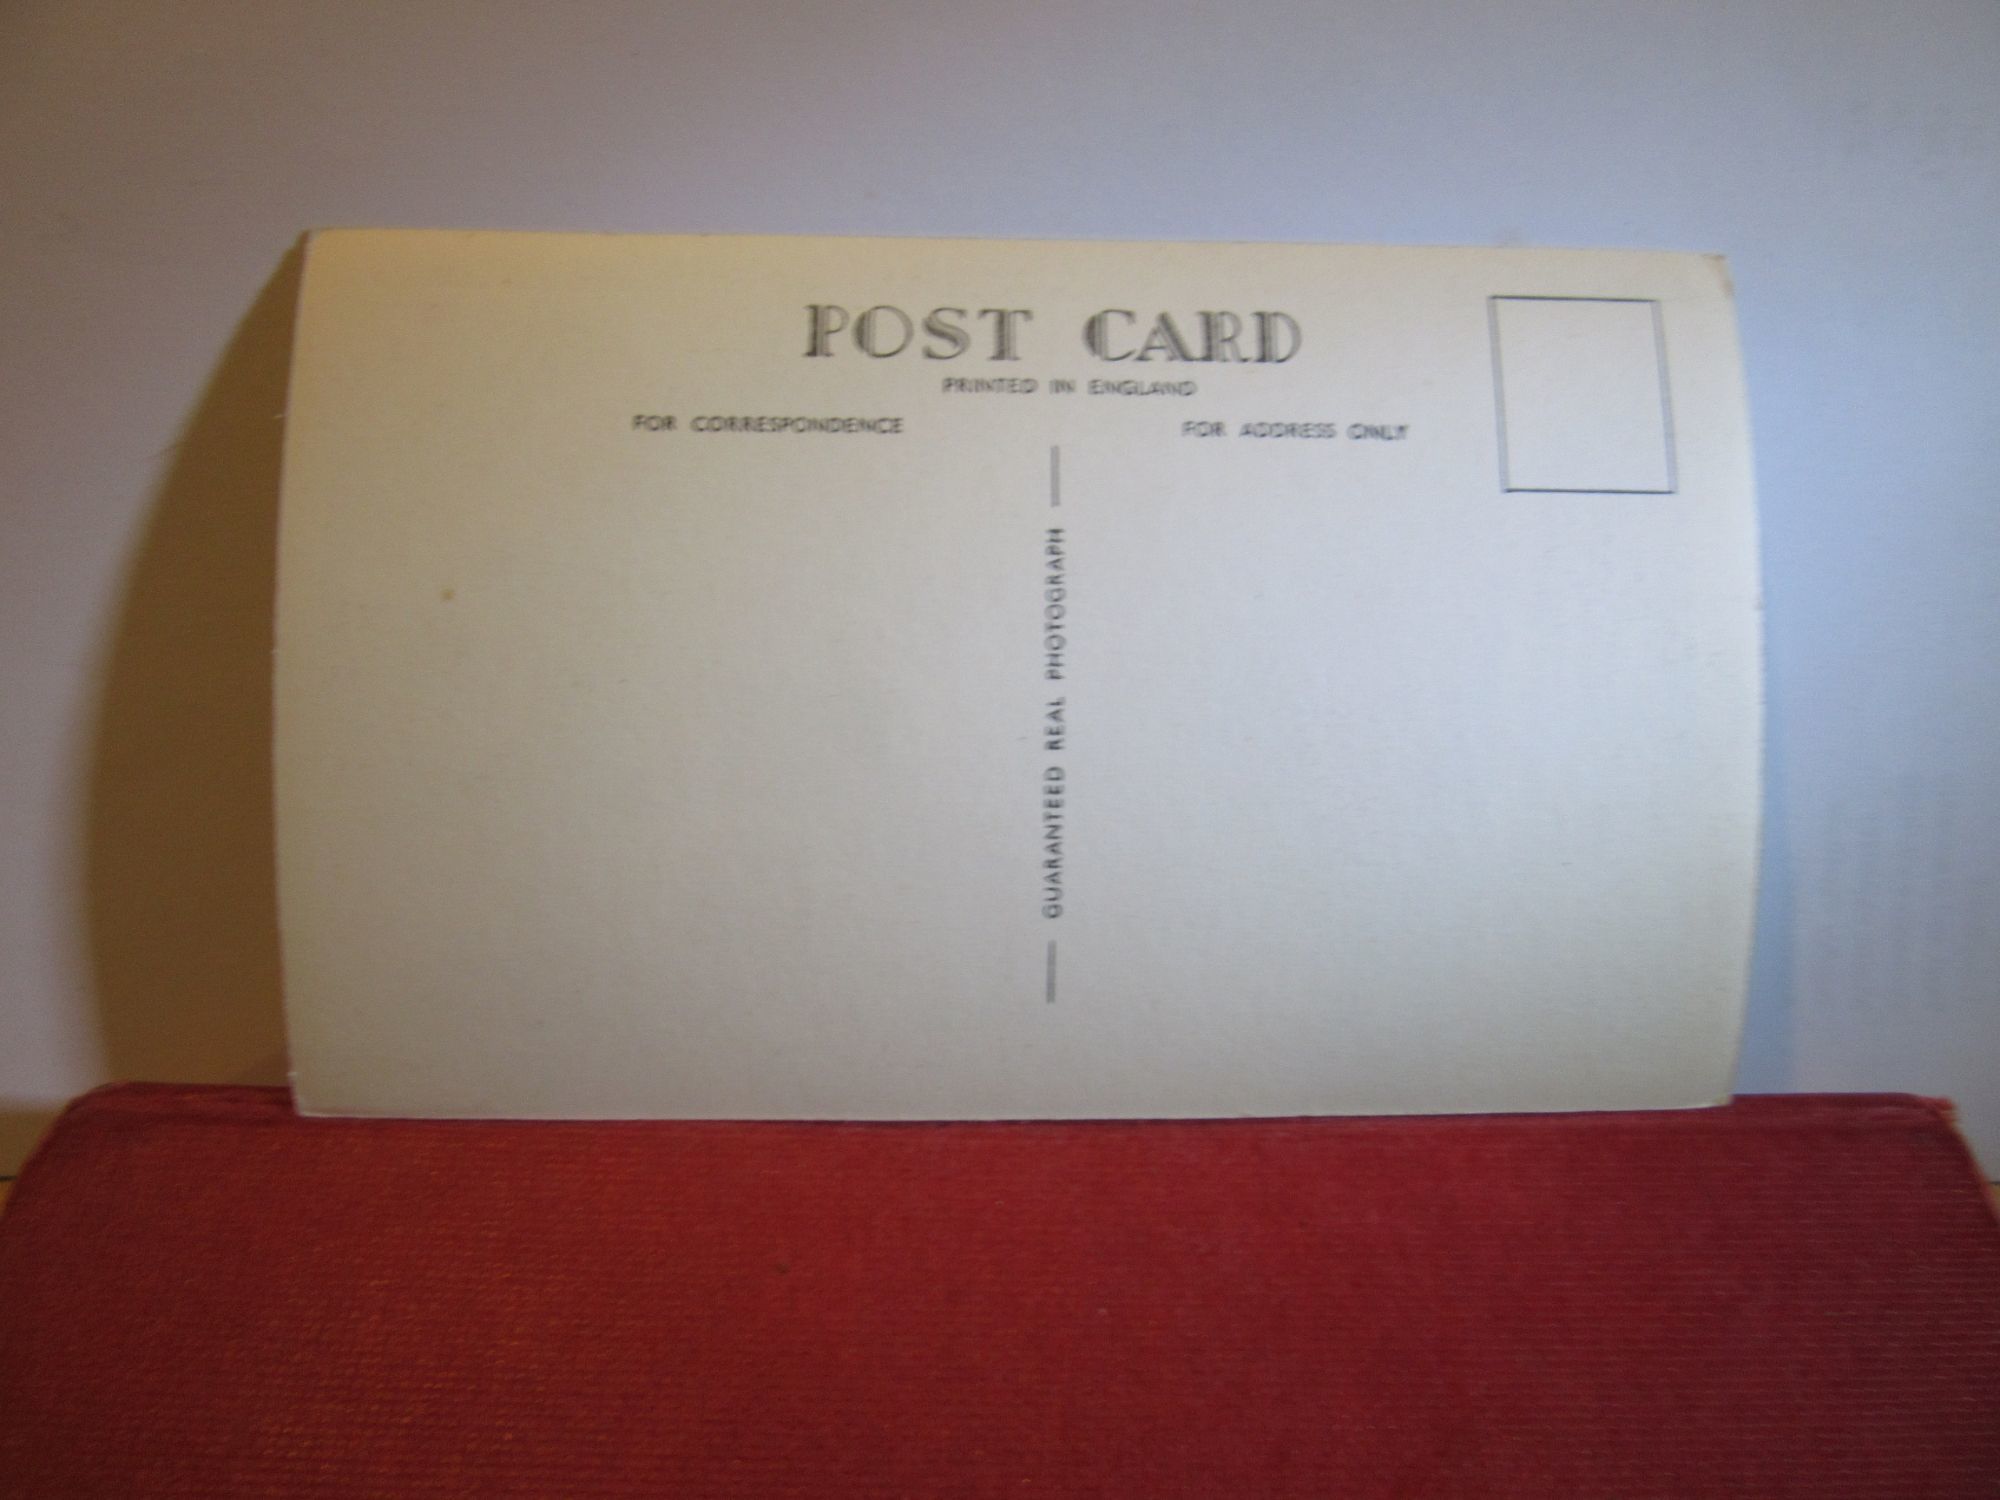 POST CARD
PRINTED IN ENGLAND
FOR CORRESPONDENCE
FOR ADDRESS ONLY
GUARANTEED REAL PHOTOGRAPH